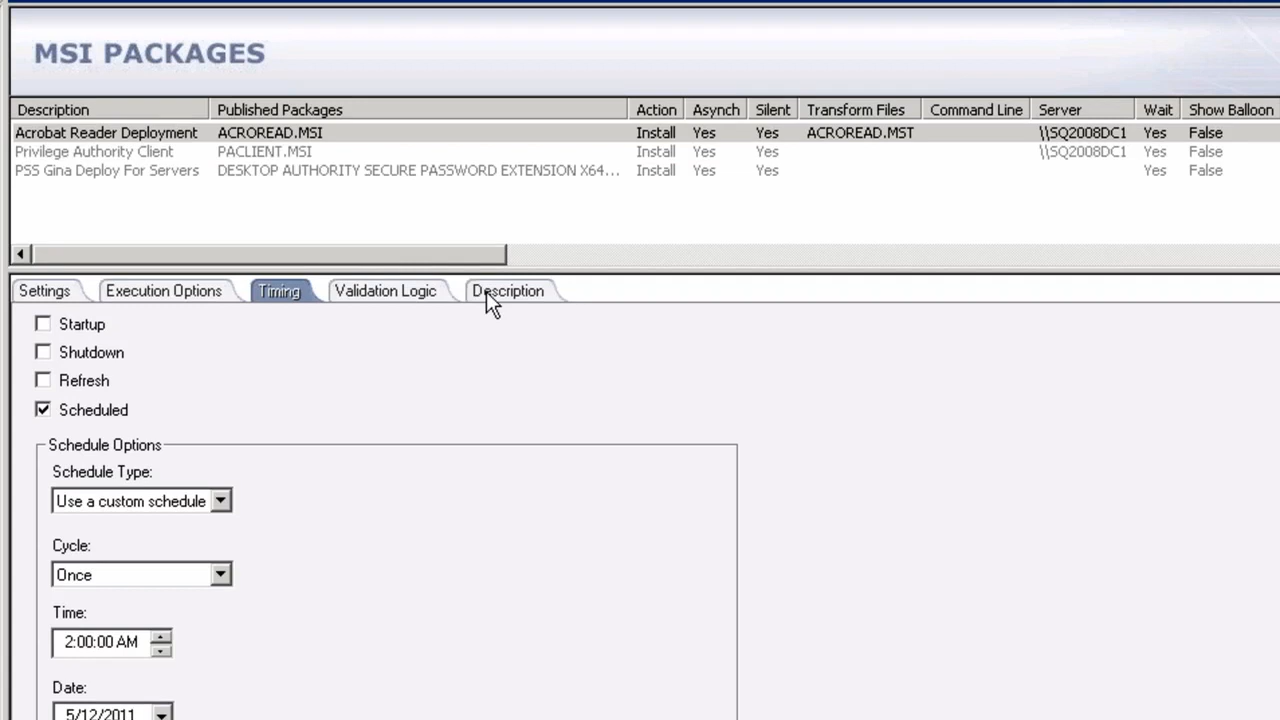 MSI PACKAGES
Description Published Packages Action Asynch Silent Transform Files Command Line Server Wait Show Balloon
Acrobat Reader Deployment ACROREAD.MSI Install Yes Yes ACROREAD.MST \\SQ2008DC1 Yes False
Privilege Authority Client PACLIENT.MSI Install Yes Yes \\SQ2008DC1 Yes False
PSS Gina Deploy For Servers DESKTOP AUTHORITY SECURE PASSWORD EXTENSION X64... Install Yes Yes Yes False
Settings Execution Options Timing Validation Logic Description
Startup
Shutdown
Refresh
Scheduled
Schedule Options
Schedule Type:
Use a custom schedule
Cycle:
Once
Time:
2:00:00 AM
Date:
5/12/2011